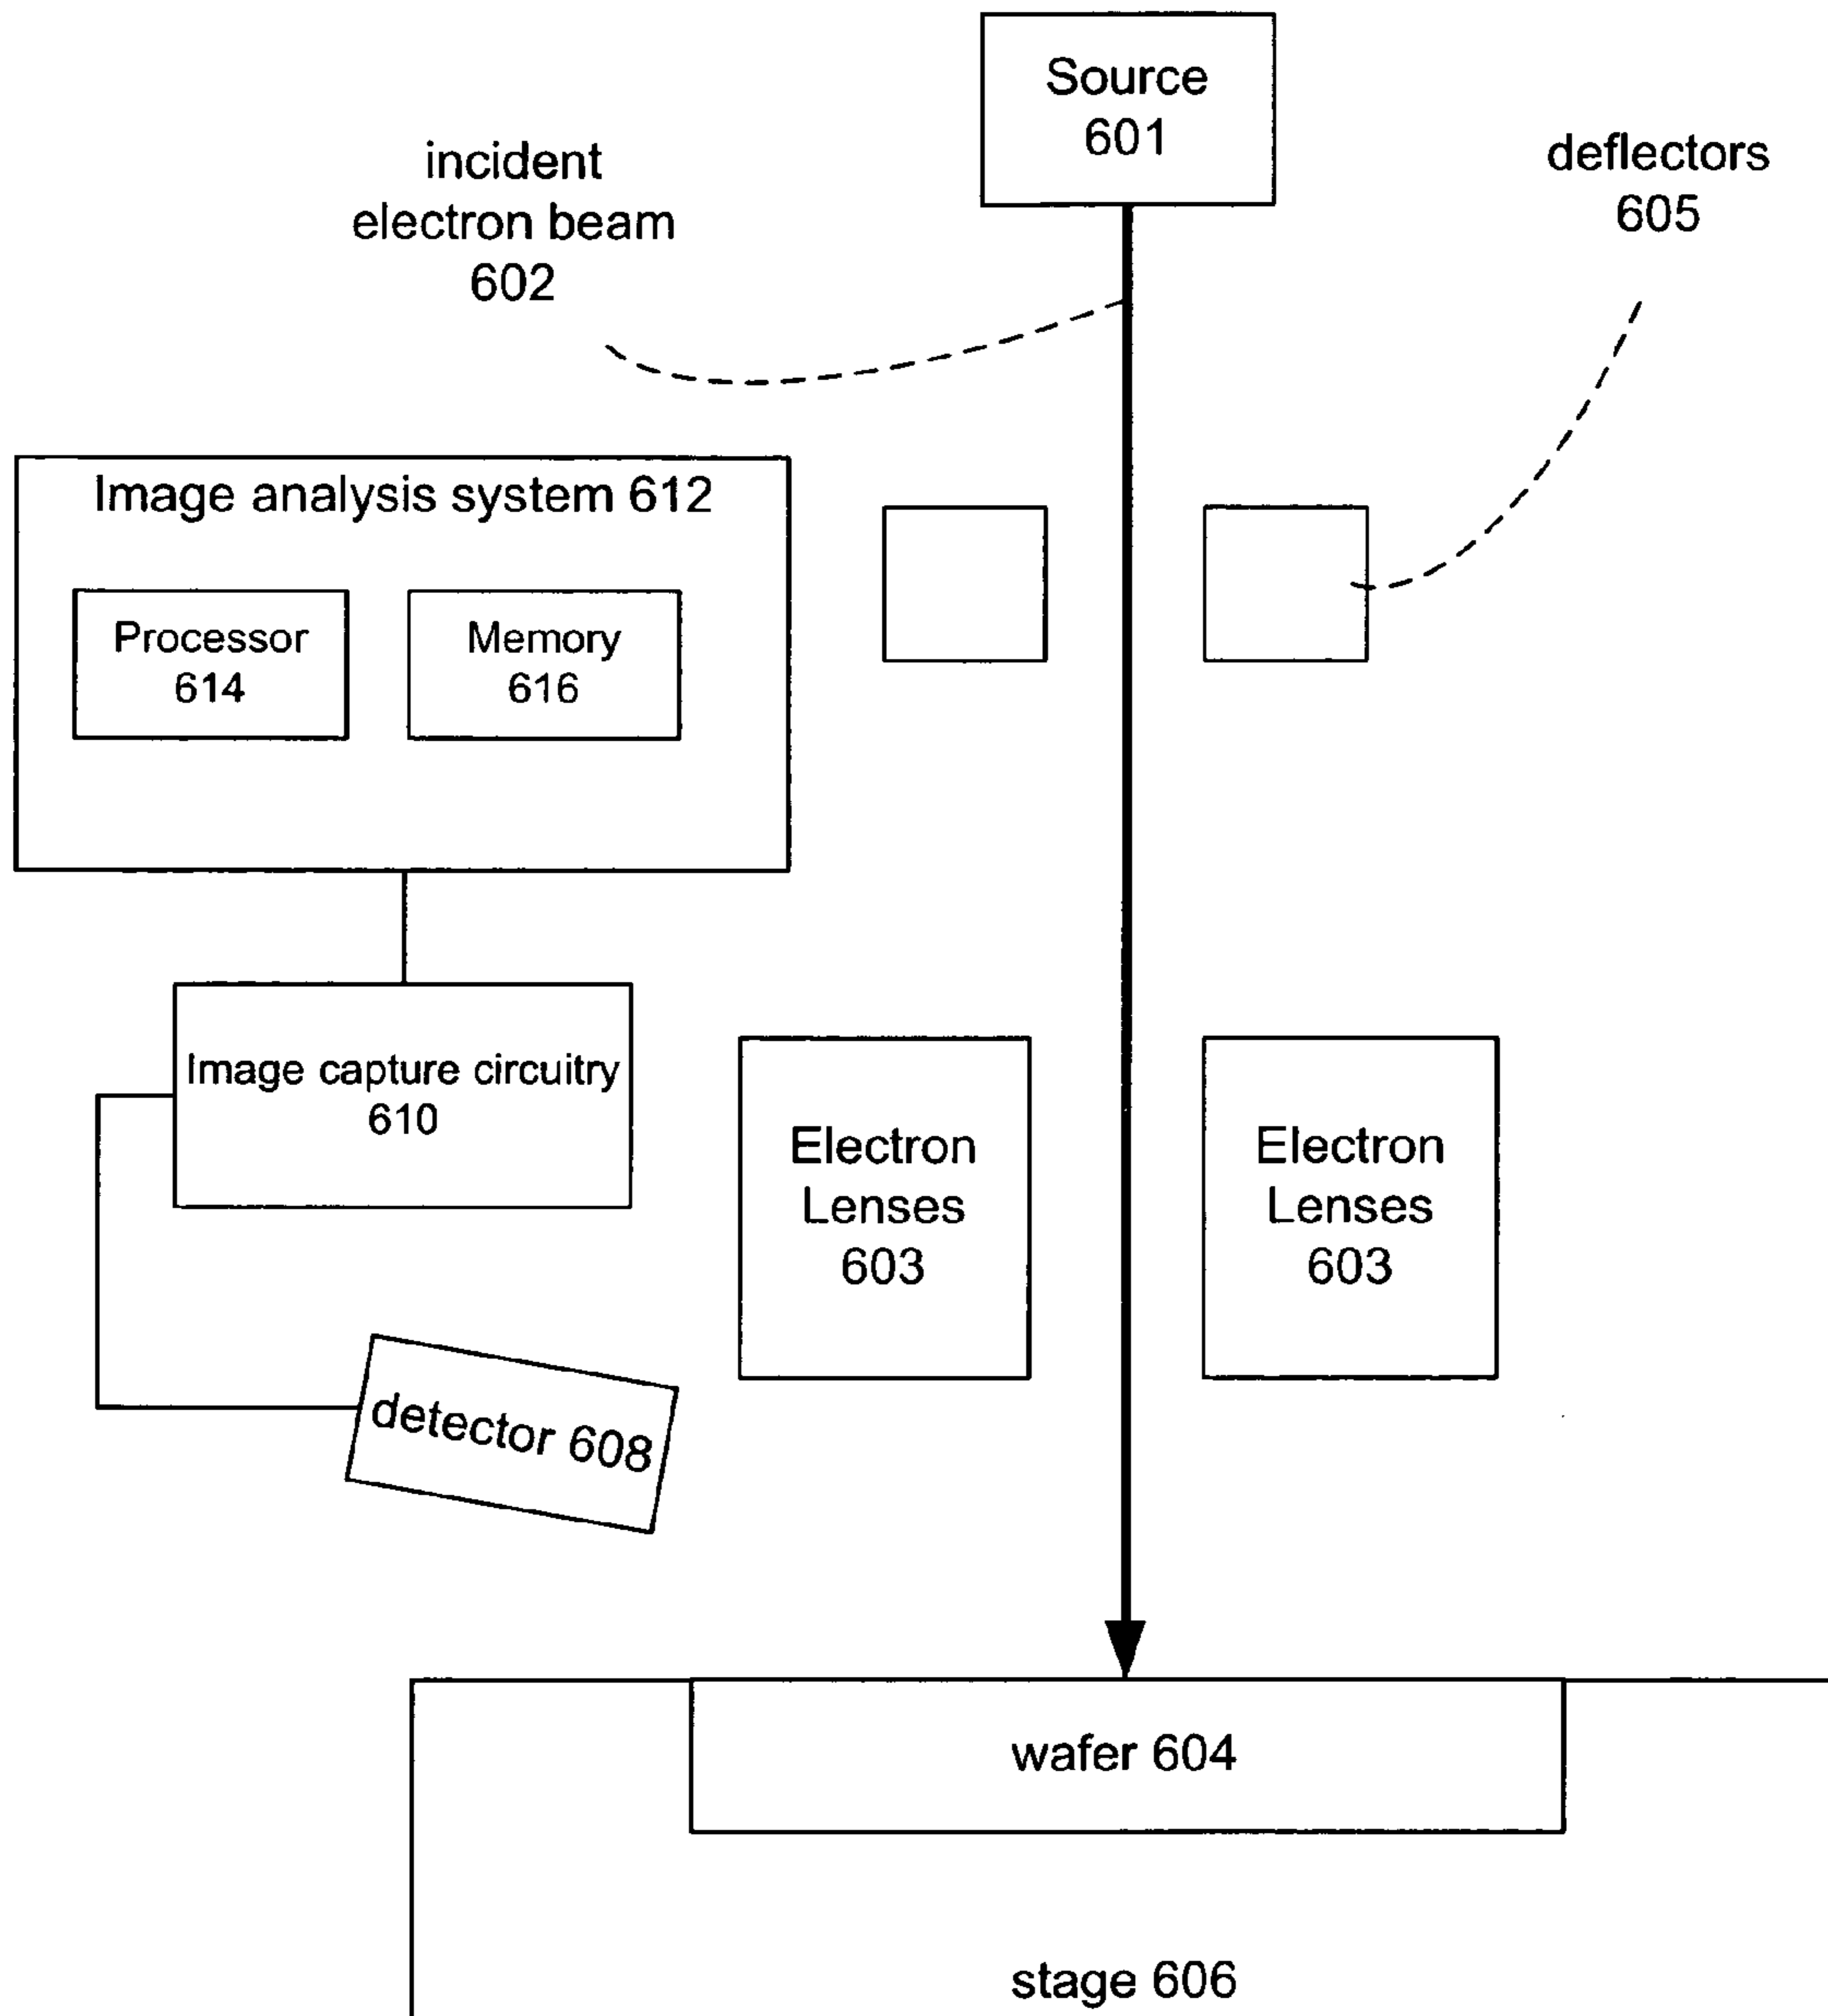 Source
601
incident
electron beam
602
deflectors
605
Image analysis system 612
Processor
614
Memory
616
Image capture circuitry
610
Electron
Lenses
603
Electron
Lenses
603
detector 608
wafer 604
stage 606